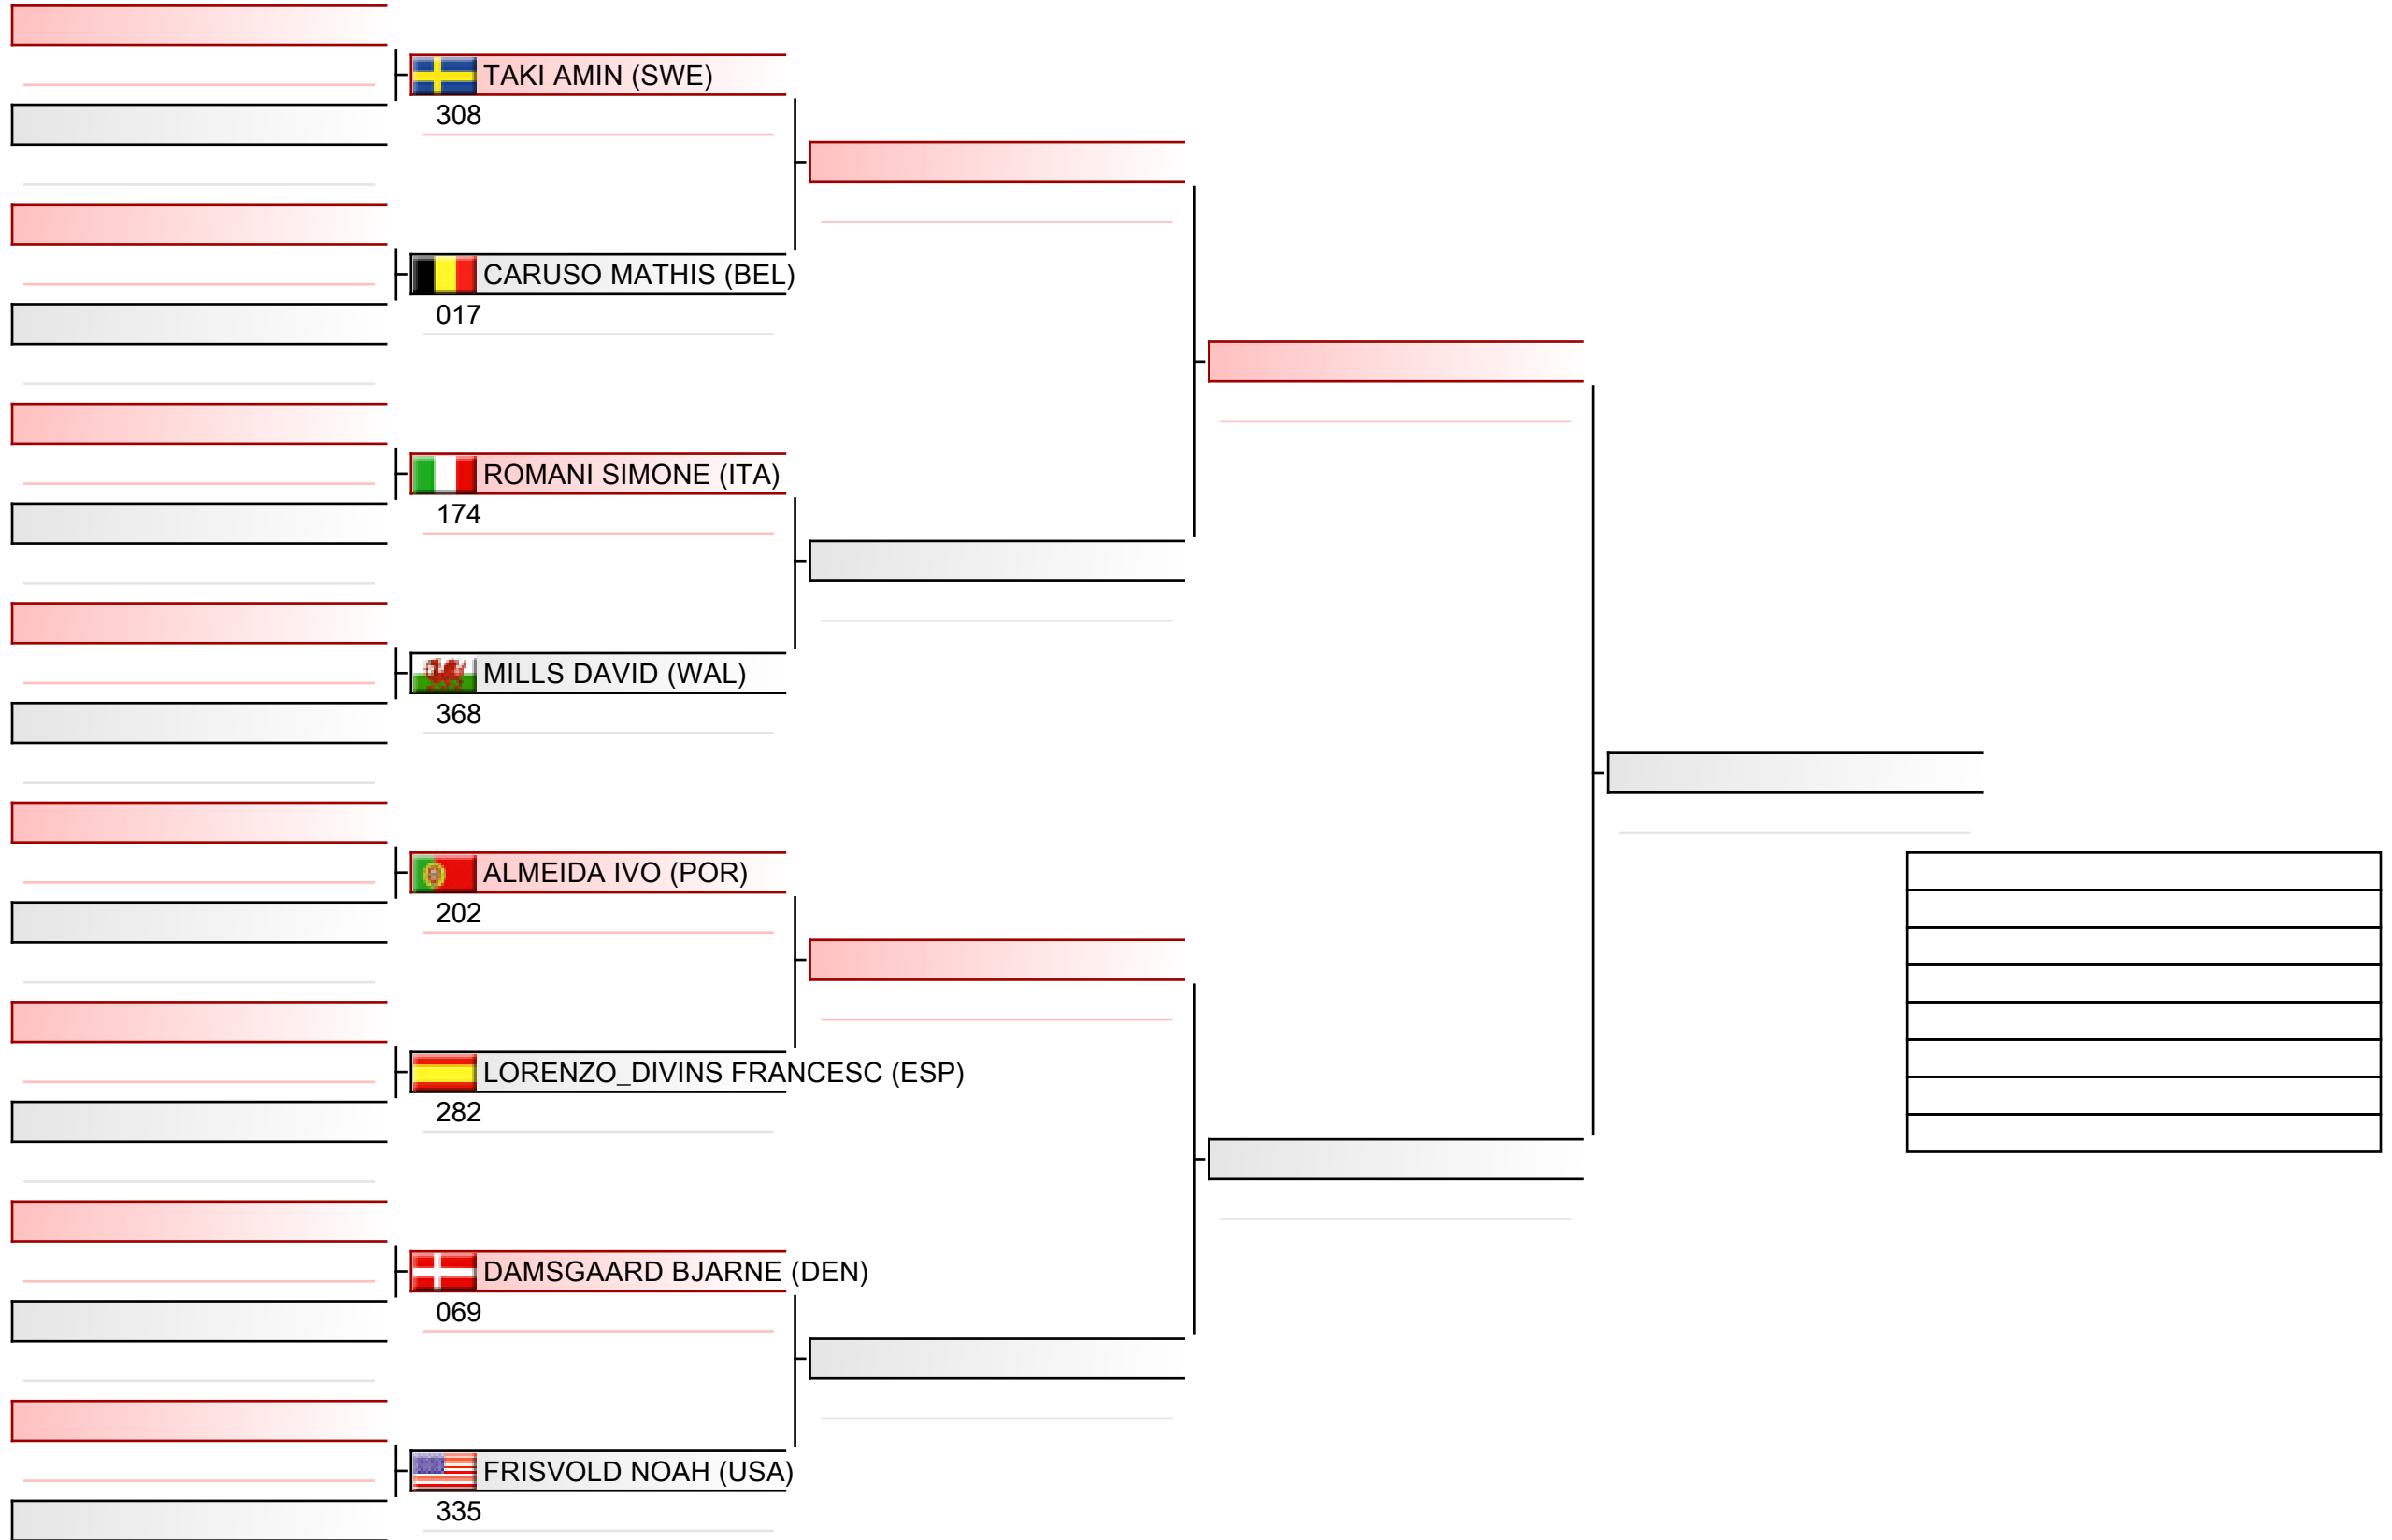 TAKI AMIN (SWE)
308
CARUSO MATHIS (BEL)
017
ROMANI SIMONE (ITA)
174
MILLS DAVID (WAL)
368
ALMEIDA IVO (POR)
202
LORENZO_DIVINS FRANCESC (ESP)
282
DAMSGAARD BJARNE (DEN)
069
FRISVOLD NOAH (USA)
335